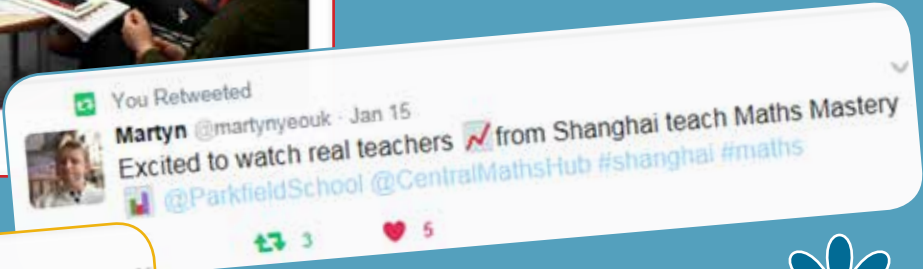 You Retweeted
Martyn @martynyeouk · Jan 15
Excited to watch real teachers 📈 from Shanghai teach Maths Mastery
📊 @ParkfieldSchool @CentralMathsHub #shanghai #maths
3 5